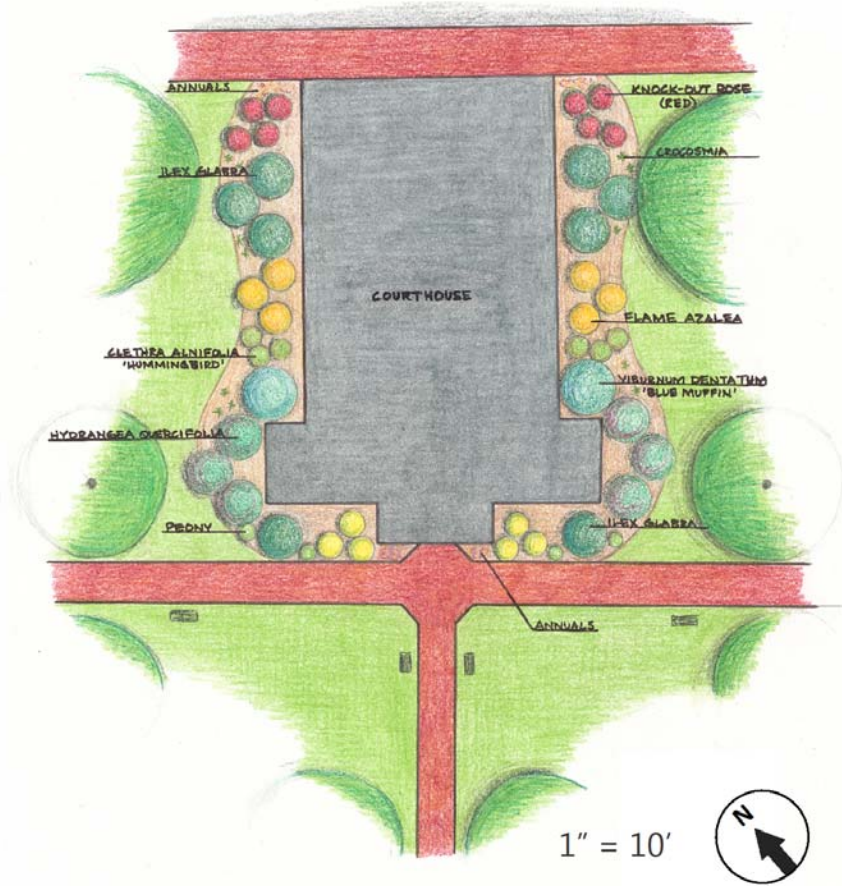 ANNUALS
KNOCK-OUT ROSE
(RED)
CROCOSMIA
ILEX GLABRA
COURTHOUSE
FLAME AZALEA
CLETHRA ALNIFOLIA
'HUMMINGBIRD'
VIBURNUM DENTATUM
'BLUE MUFFIN'
HYDRANGEA QUERCIFOLIA
PEONY
ILEX GLABRA
ANNUALS
1" = 10'
N